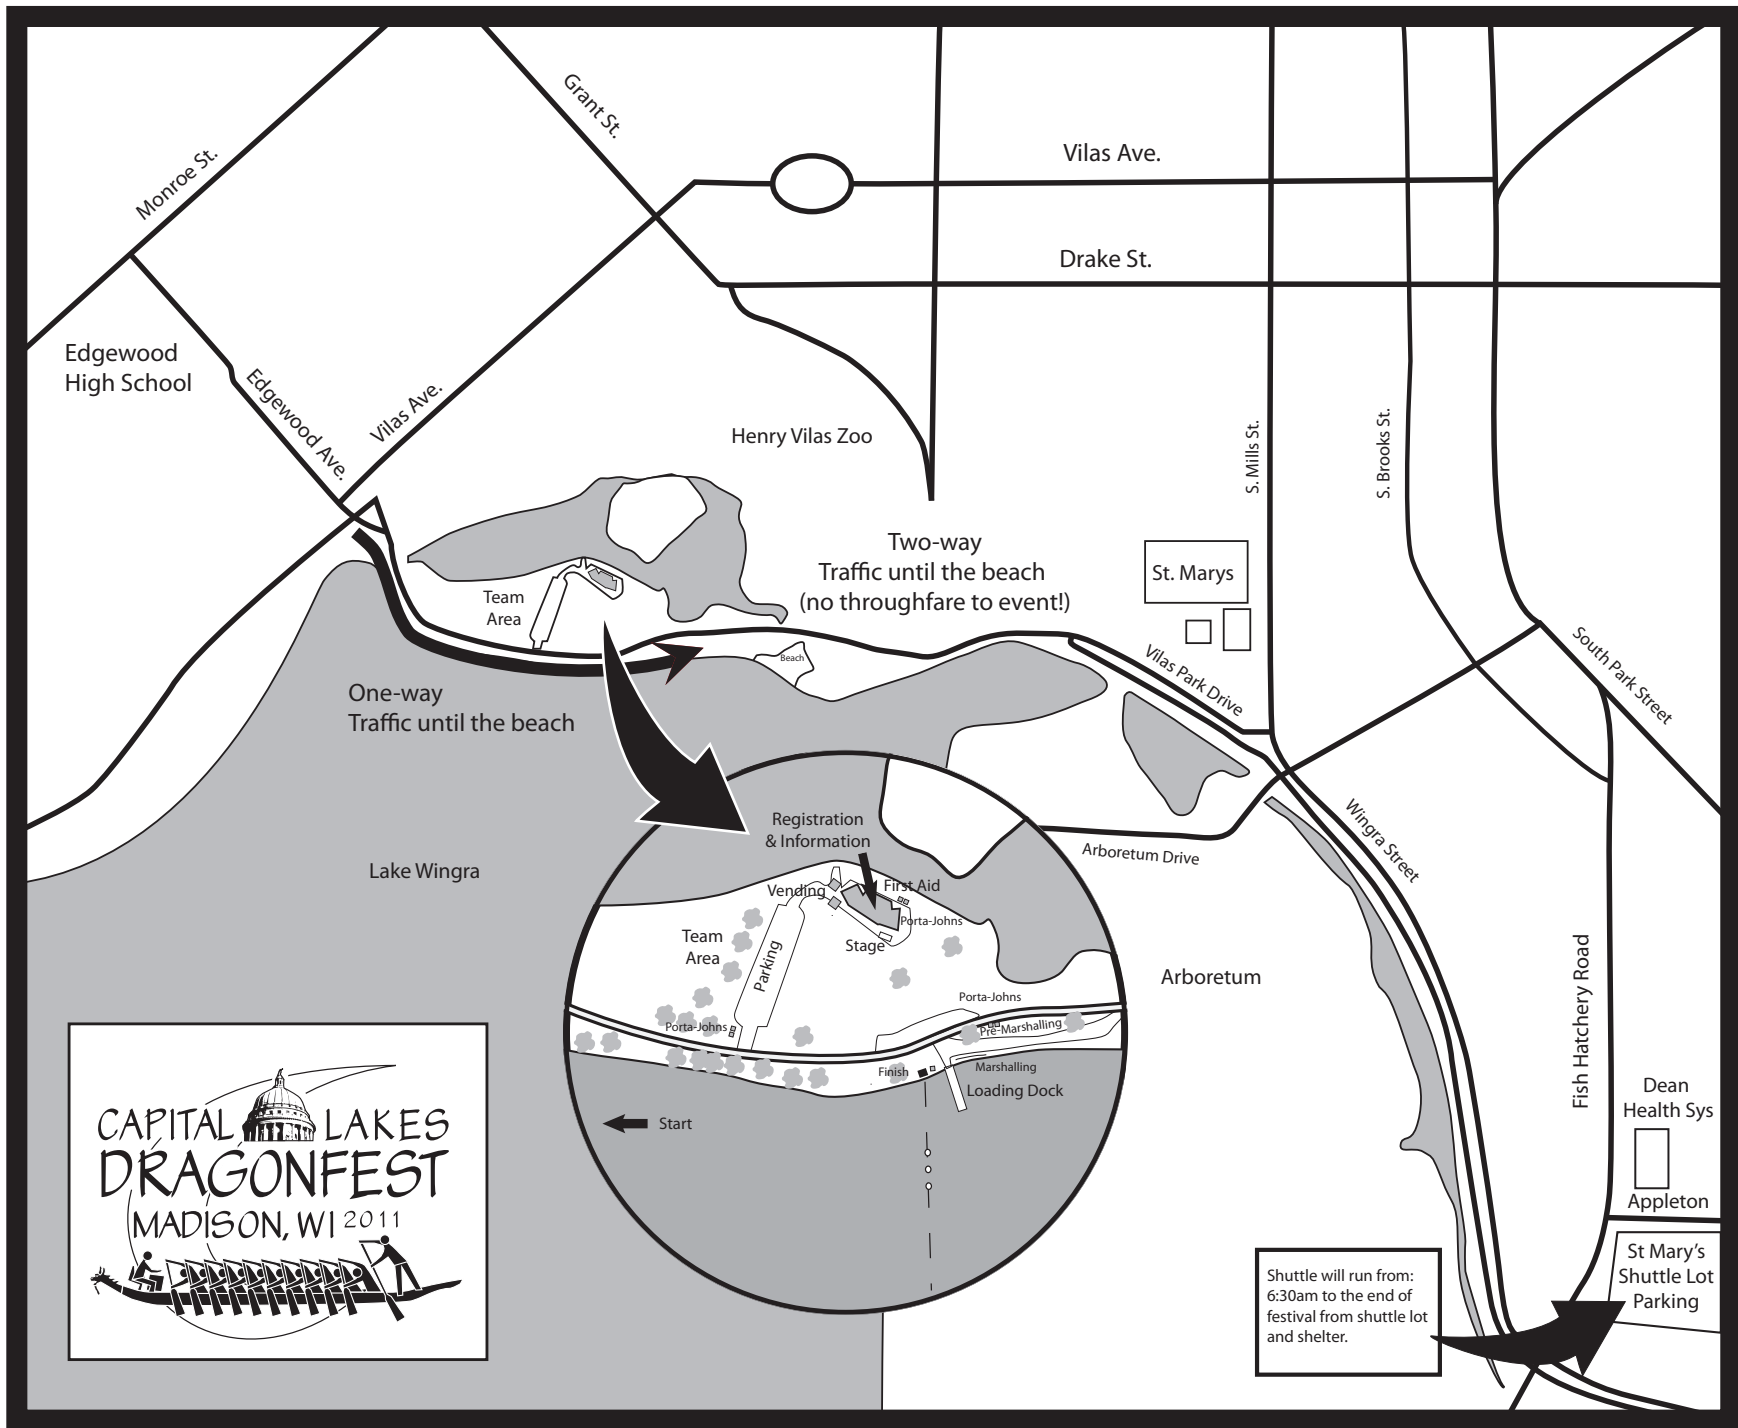 Grant St.
Monroe St.
Vilas Ave.
Drake St.
Edgewood
High School
Edgewood Ave.
Vilas Ave.
Henry Vilas Zoo
S. Mills St.
S. Brooks St.
Two-way
Traffic until the beach
(no throughfare to event!)
St. Marys
Team
Area
Beach
Vilas Park Drive
South Park Street
One-way
Traffic until the beach
Lake Wingra
Arboretum Drive
Wingra Street
Registration
& Information
Vending
First Aid
Porta-Johns
Stage
Team
Area
Parking
Porta-Johns
Porta-Johns
Pre-Marshalling
Marshalling
Finish
Loading Dock
Start
Arboretum
Fish Hatchery Road
Dean
Health Sys
Appleton
St Mary's
Shuttle Lot
Parking
Shuttle will run from:
6:30am to the end of
festival from shuttle lot
and shelter.
CAPITAL LAKES
DRAGONFEST
MADISON, WI 2011